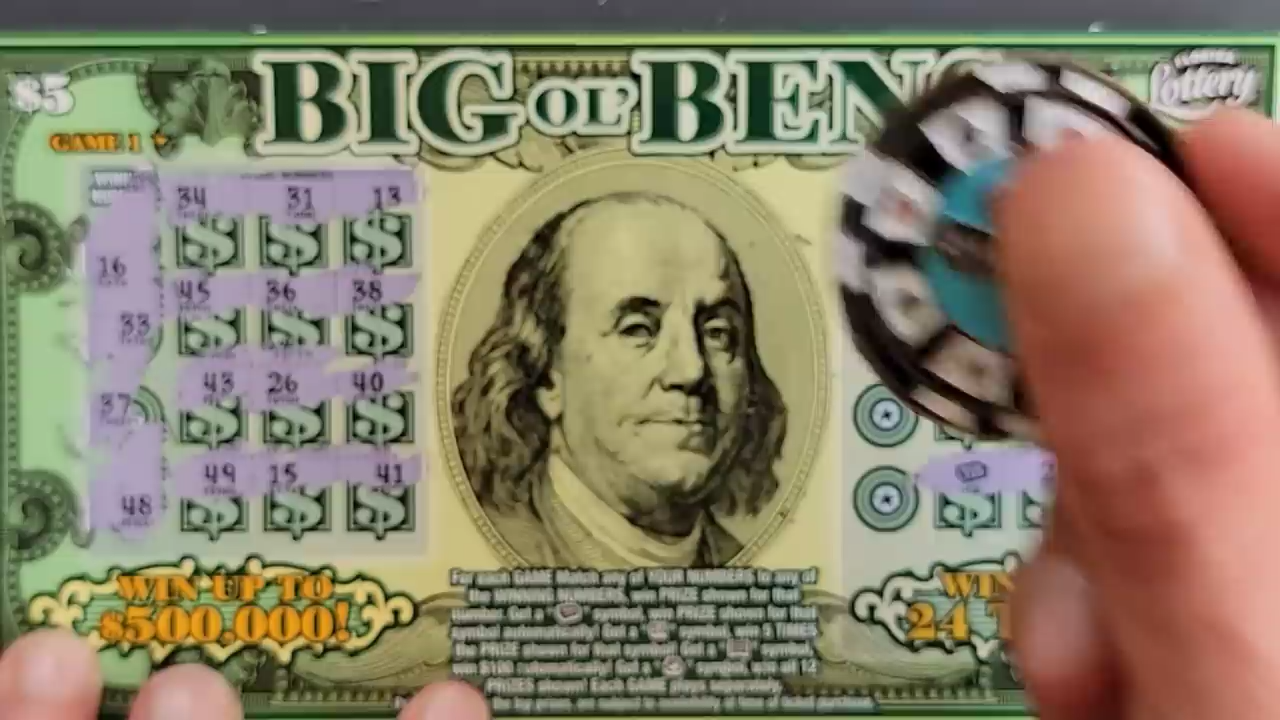 $5
BIG OL' BEN
FLORIDA
Lottery
GAME 1
34 31 13
16
45 36 38
33
43 26 40
37
49 15 41
48
WIN UP TO
$500,000!
WIN
24
For each GAME Match any of YOUR NUMBERS to any of
the WINNING NUMBERS, win PRIZE shown for that
number. Get a " " symbol, win PRIZE shown for that
symbol automatically! Get a " " symbol, win 5 TIMES
the PRIZE shown for that symbol! Get a " " symbol,
win $100 automatically! Get a " " symbol, win all 12
PRIZES shown! Each GAME plays separately.